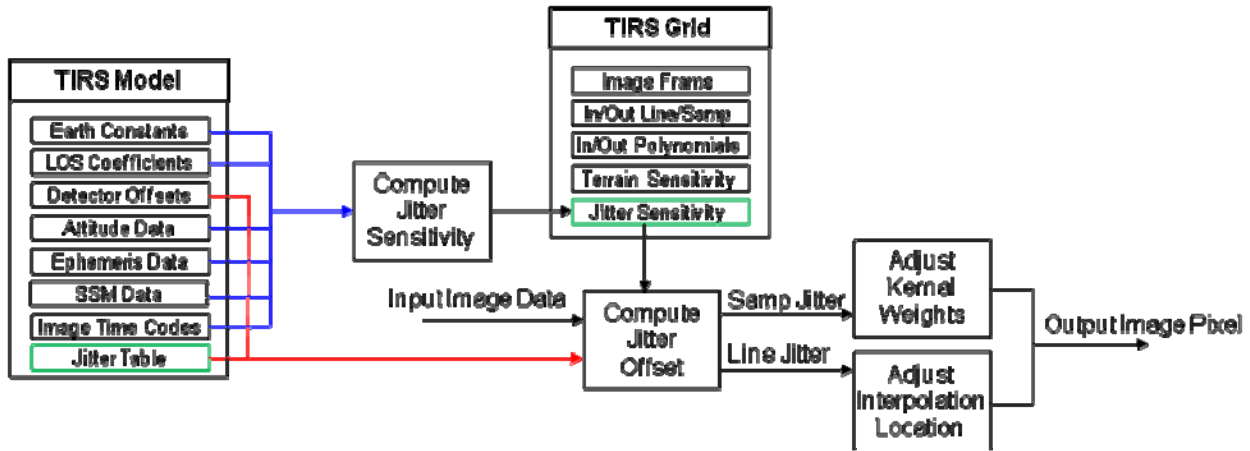 TIRS Model
Earth Constants
LOS Coefficients
Detector Offsets
Attitude Data
Ephemeris Data
SSM Data
Image Time Codes
Jitter Table
Compute
Jitter
Sensitivity
TIRS Grid
Image Frame
In/Out Line/Samp
In/Out Polynomials
Terrain Sensitivity
Jitter Sensitivity
Input Image Data
Compute
Jitter
Offset
Samp Jitter
Line Jitter
Adjust
Kernal
Weights
Adjust
Interpolation
Location
Output Image Pixel